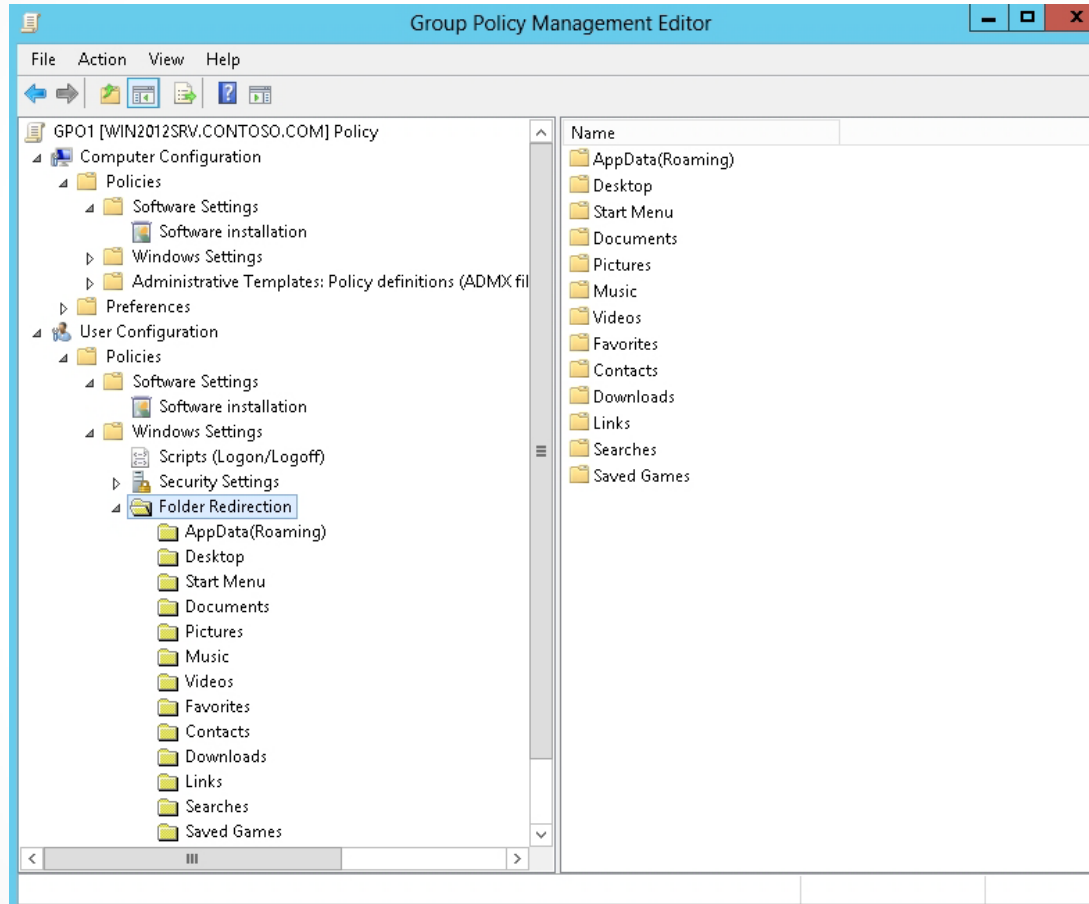 Group Policy Management Editor
x
File Action View Help
GPO1 [WIN2012SRV.CONTOSO.COM] Policy
Computer Configuration
Policies
Software Settings
Software installation
Windows Settings
Administrative Templates: Policy definitions (ADMX fil
Preferences
User Configuration
Policies
Software Settings
Software installation
Windows Settings
Scripts (Logon/Logoff)
Security Settings
Folder Redirection
AppData(Roaming)
Desktop
Start Menu
Documents
Pictures
Music
Videos
Favorites
Contacts
Downloads
Links
Searches
Saved Games
Name
AppData(Roaming)
Desktop
Start Menu
Documents
Pictures
Music
Videos
Favorites
Contacts
Downloads
Links
Searches
Saved Games